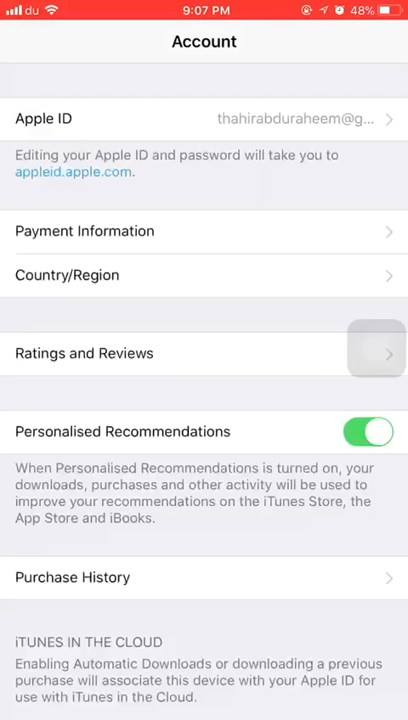 du 9:07 PM 48%
Account
Apple ID thahirabduraheem@g...
Editing your Apple ID and password will take you to
appleid.apple.com.
Payment Information
Country/Region
Ratings and Reviews
Personalised Recommendations
When Personalised Recommendations is turned on, your
downloads, purchases and other activity will be used to
improve your recommendations on the iTunes Store, the
App Store and iBooks.
Purchase History
iTUNES IN THE CLOUD
Enabling Automatic Downloads or downloading a previous
purchase will associate this device with your Apple ID for
use with iTunes in the Cloud.